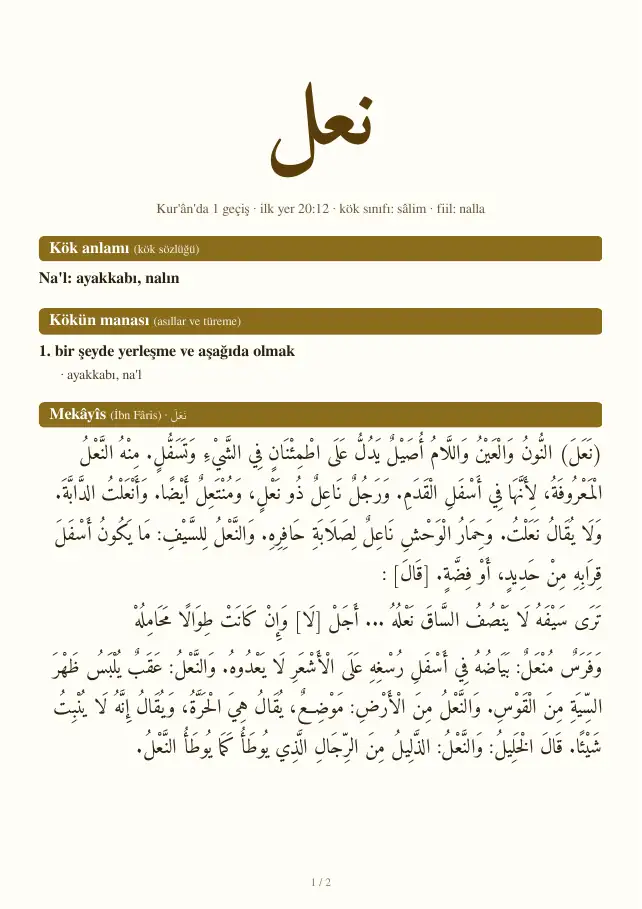 نعل
Kur'ân'da 1 geçiş · ilk yer 20:12 · kök sınıfı: sâlim · fiil: nalla
Kök anlamı (kök sözlüğü)
Na'l: ayakkabı, nalın
Kökün manası (asıllar ve türeme)
1. bir şeyde yerleşme ve aşağıda olmak
· ayakkabı, na'l
Mekâyîs (İbn Fâris) · نَعَلَ
(نَعَلَ) النُّونُ وَالْعَيْنُ وَاللَّامُ أُصَيْلٌ يَدُلُّ عَلَى اطْمِئْنَانٍ فِي الشَّيْءِ وَتَسَفُّلٍ. مِنْهُ النَّعْلُ
الْمَعْرُوفَةُ، لِأَنَّهَا فِي أَسْفَلِ الْقَدَمِ. وَرَجُلٌ نَاعِلٌ ذُو نَعْلٍ، وَمُنْتَعِلٌ أَيْضًا. وَأَنْعَلْتُ الدَّابَّةَ.
وَلَا يُقَالُ نَعَلْتُ. وَحِمَارُ الْوَحْشِ نَاعِلٌ لِصَلَابَةِ حَافِرِهِ. وَالنَّعْلُ لِلسَّيْفِ: مَا يَكُونُ أَسْفَلَ
قِرَابِهِ مِنْ حَدِيدٍ، أَوْ فِضَّةٍ. [قَالَ] :
تَرَى سَيْفَهُ لَا يَنْصُفُ السَّاقَ نَعْلُهُ ... أَجَلْ [لَا] وَإِنْ كَانَتْ طِوَالًا مَحَامِلُهْ
وَفَرَسٌ مُنْعَلٌ: بَيَاضُهُ فِي أَسْفَلِ رُسْغِهِ عَلَى الْأَشْعَرِ لَا يَعْدُوهُ. وَالنَّعْلُ: عَقَبٌ يُلْبَسُ ظَهْرَ
السِّيَةِ مِنَ الْقَوْسِ. وَالنَّعْلُ مِنَ الْأَرْضِ: مَوْضِعٌ، يُقَالُ هِيَ الْحَرَّةُ، وَيُقَالُ إِنَّهُ لَا يُنْبِتُ
شَيْئًا. قَالَ الْخَلِيلُ: وَالنَّعْلُ: الذَّلِيلُ مِنَ الرِّجَالِ الَّذِي يُوطَأُ كَمَا يُوطَأُ النَّعْلُ.
1 / 2